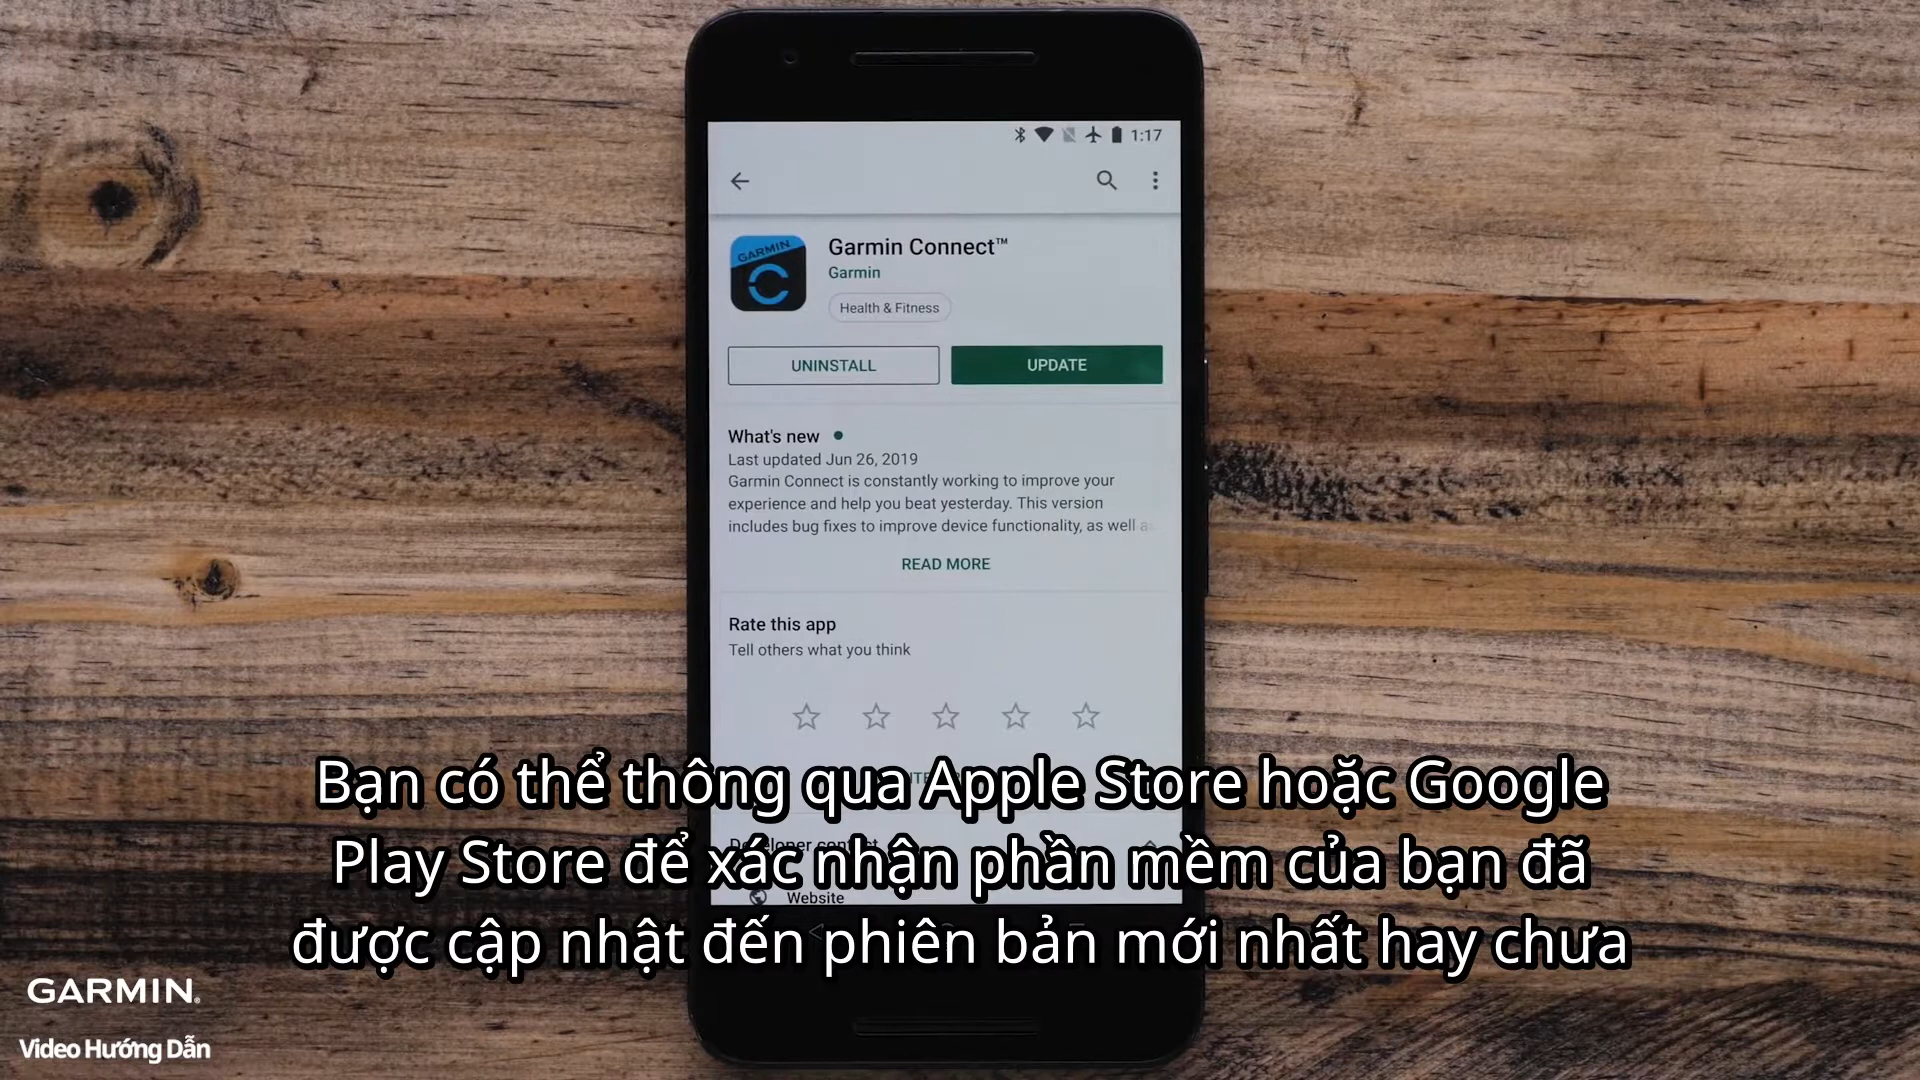 1:17
GARMIN
Garmin Connect™
Garmin
Health & Fitness
UNINSTALL
UPDATE
What's new
Last updated Jun 26, 2019
Garmin Connect is constantly working to improve your
experience and help you beat yesterday. This version
includes bug fixes to improve device functionality, as well
READ MORE
Rate this app
Tell others what you think
Bạn có thể thông qua Apple Store hoặc Google
Play Store để xác nhận phần mềm của bạn đã
được cập nhật đến phiên bản mới nhất hay chưa
Developer contact
Website
GARMIN.
Video Hướng Dẫn